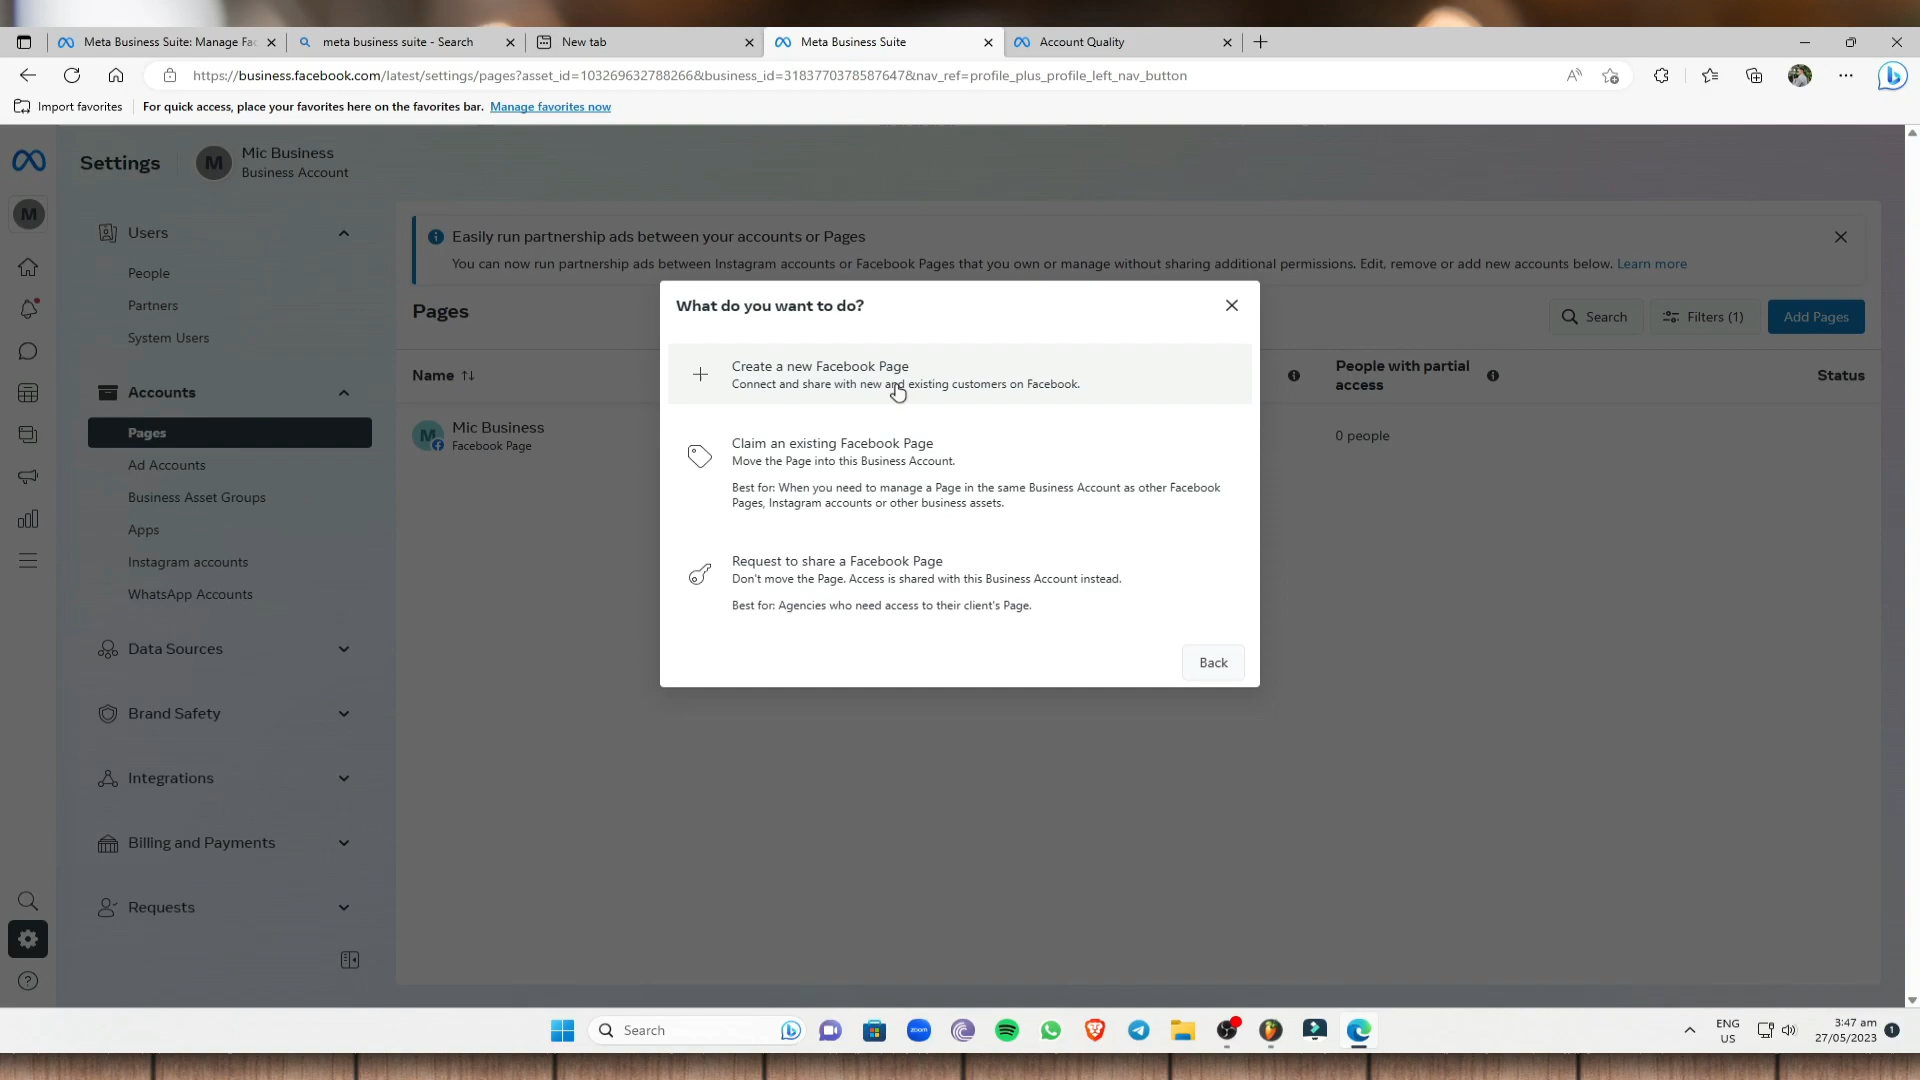 Meta Business Suite: Manage Fac
meta business suite - Search
New tab
Meta Business Suite
Account Quality
https://business.facebook.com/latest/settings/pages?asset_id=103269632788266&business_id=3183770378587647&nav_ref=profile_plus_profile_left_nav_button
Import favorites
For quick access, place your favorites here on the favorites bar. Manage favorites now
Settings
M
Mic Business
Business Account
M
Users
People
Partners
System Users
Accounts
Pages
Ad Accounts
Business Asset Groups
Apps
Instagram accounts
WhatsApp Accounts
Data Sources
Brand Safety
Integrations
Billing and Payments
Requests
Easily run partnership ads between your accounts or Pages
You can now run partnership ads between Instagram accounts or Facebook Pages that you own or manage without sharing additional permissions. Edit, remove or add new accounts below. Learn more
Pages
Search
Filters (1)
Add Pages
Name
People with partial
access
Status
M
Mic Business
Facebook Page
0 people
What do you want to do?
Create a new Facebook Page
Connect and share with new and existing customers on Facebook.
Claim an existing Facebook Page
Move the Page into this Business Account.
Best for: When you need to manage a Page in the same Business Account as other Facebook
Pages, Instagram accounts or other business assets.
Request to share a Facebook Page
Don't move the Page. Access is shared with this Business Account instead.
Best for: Agencies who need access to their client's Page.
Back
Search
zoom
ENG
US
3:47 am
27/05/2023
1